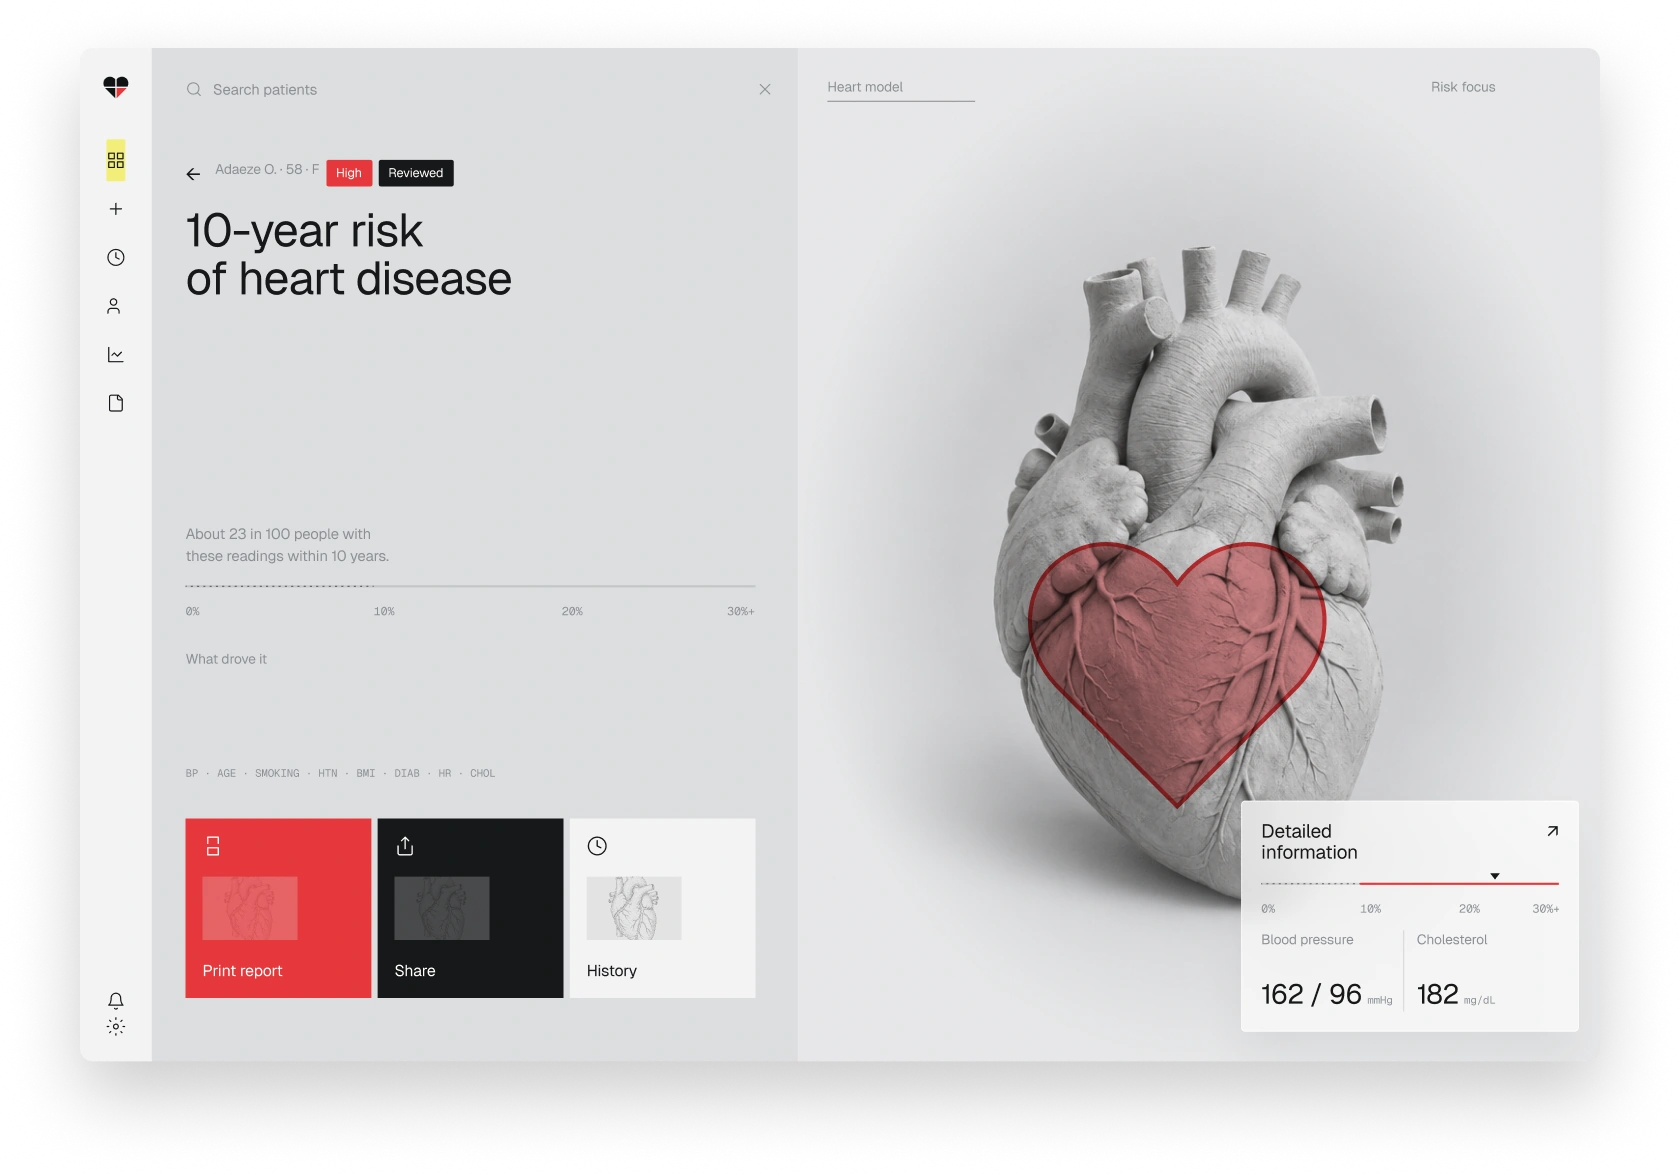 Search patients
Adaeze O. · 58 · F
High
Reviewed
10-year risk
of heart disease
About 23 in 100 people with
these readings within 10 years.
0% 10% 20% 30%+
What drove it
BP · AGE · SMOKING · HTN · BMI · DIAB · HR · CHOL
Print report
Share
History
Heart model
Risk focus
Detailed
information
0% 10% 20% 30%+
Blood pressure
162 / 96 mmHg
Cholesterol
182 mg/dL